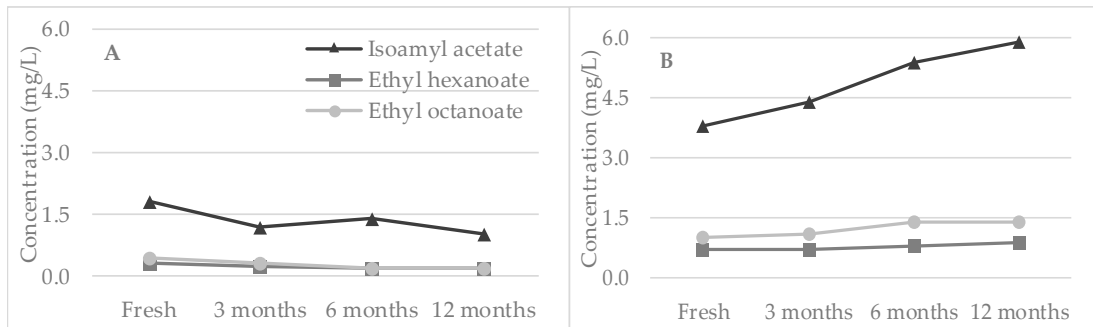 A
Concentration (mg/L)
6.0
4.5
3.0
1.5
0.0
Isoamyl acetate
Ethyl hexanoate
Ethyl octanoate
Fresh 3 months 6 months 12 months
B
Concentration (mg/L)
6.0
4.5
3.0
1.5
0.0
Fresh 3 months 6 months 12 months